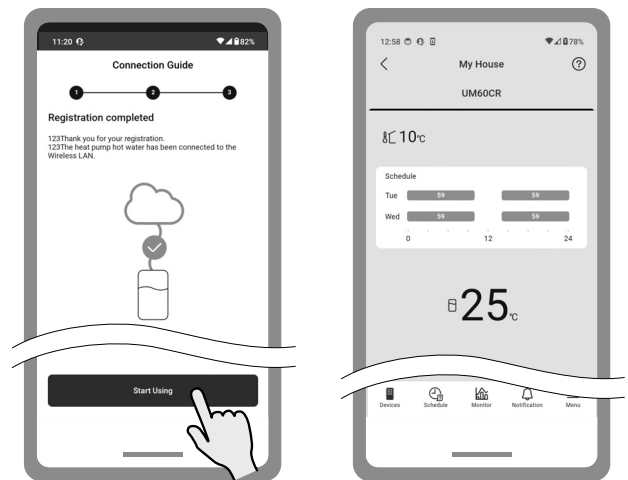 11:20
82%
Connection Guide
1 2 3
Registration completed
123Thank you for your registration.
123The heat pump hot water has been connected to the
Wireless LAN.
Start Using
12:58
78%
My House
?
UM60CR
10℃
Schedule
Tue 59 59
Wed 59 59
0 12 24
25℃
Devices Schedule Monitor Notification Menu